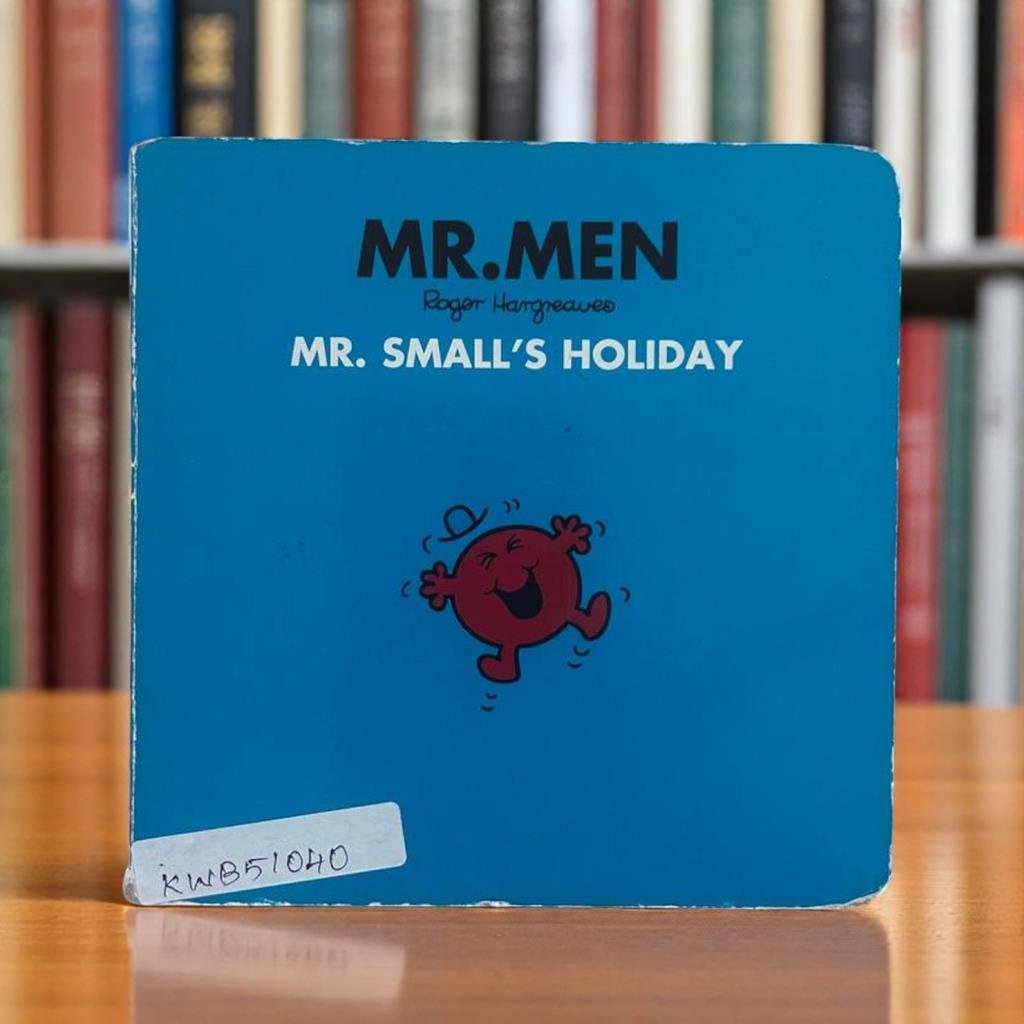 MR.MEN
Roger Hargreaves
MR. SMALL'S HOLIDAY
KWB51040